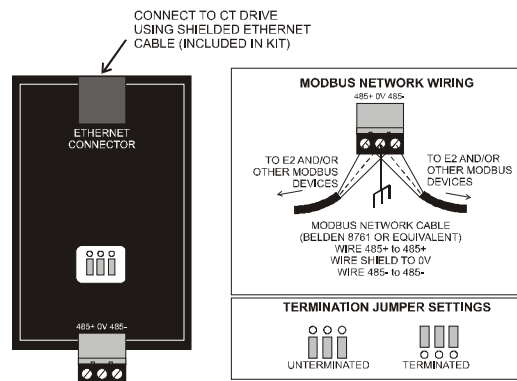 CONNECT TO CT DRIVE
USING SHIELDED ETHERNET
CABLE (INCLUDED IN KIT)
ETHERNET
CONNECTOR
485+ 0V 485-
MODBUS NETWORK WIRING
485+ 0V 485-
TO E2 AND/OR
OTHER MODBUS
DEVICES
TO E2 AND/OR
OTHER MODBUS
DEVICES
MODBUS NETWORK CABLE
(BELDEN 8761 OR EQUIVALENT)
WIRE 485+ to 485+
WIRE SHIELD TO 0V
WIRE 485- to 485-
TERMINATION JUMPER SETTINGS
UNTERMINATED
TERMINATED